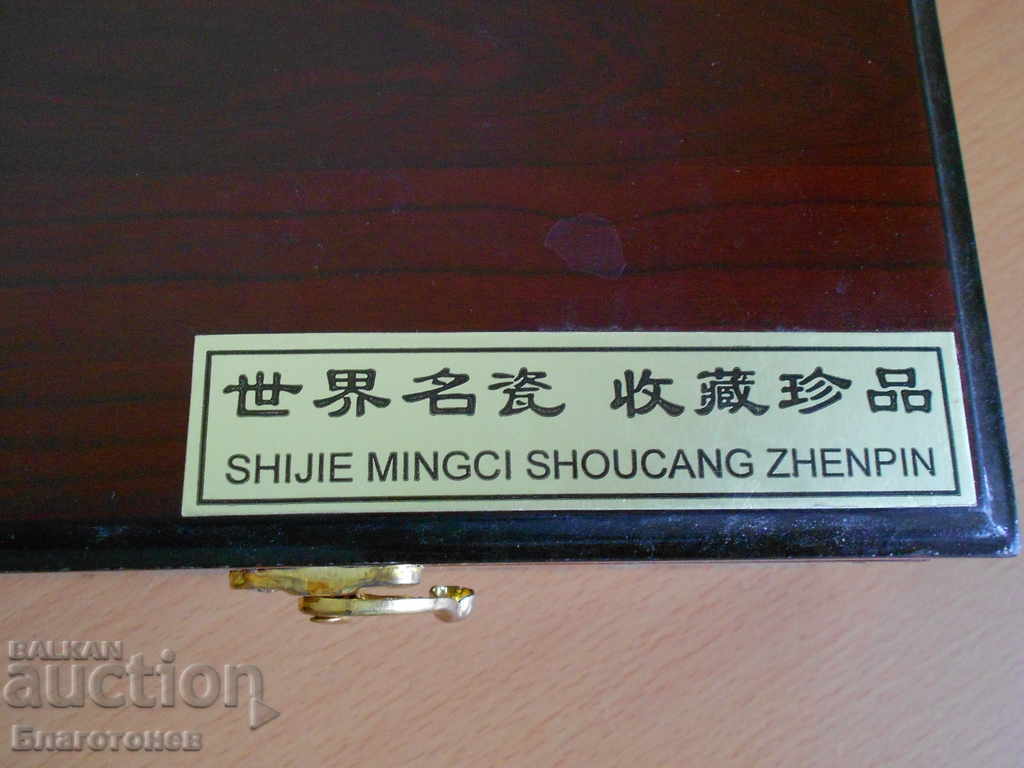 世界名瓷 收藏珍品
SHIJIE MINGCI SHOUCANG ZHENPIN
BALKAN
auction
Благотонев